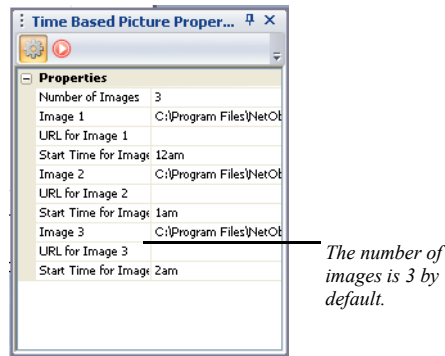 Time Based Pict Proper...
Properties
Number of Images 3
Image 1 C:\Program Files\NetOb
URL for Image 1
Start Time for Image 12am
Image 2 C:\Program Files\NetOb
URL for Image 2
Start Time for Image 1am
Image 3 C:\Program Files\NetOb
URL for Image 3
Start Time for Image 2am
The number of
images is 3 by
default.